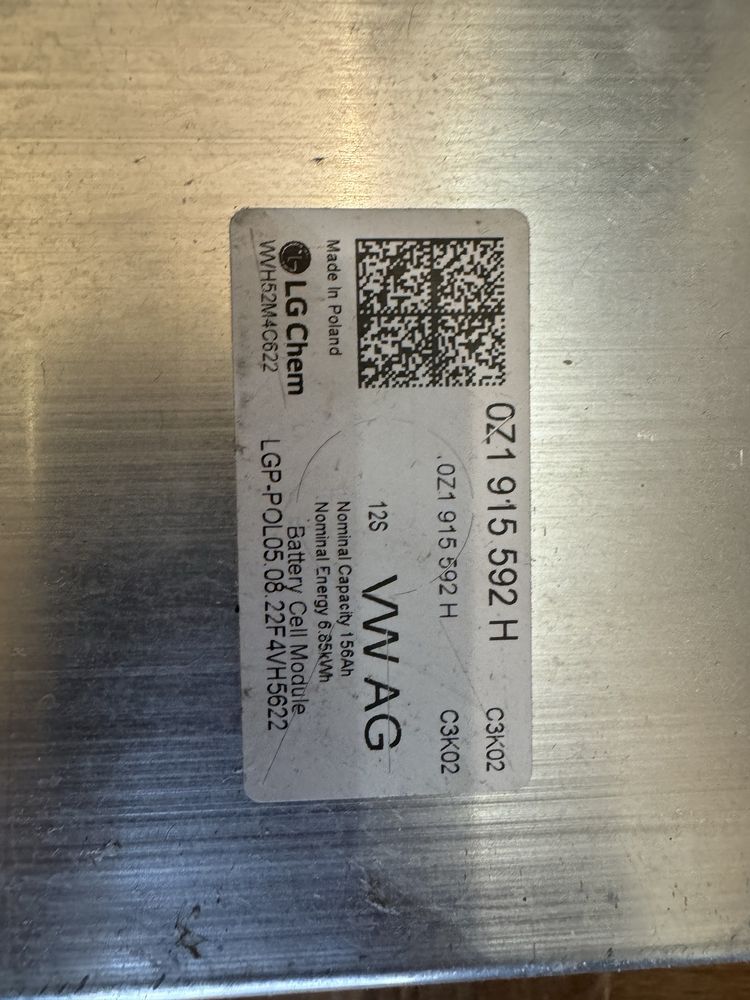 0Z1 915 592 H C3K02
.0Z1 915 592 H C3K02
12S VW AG
Made In Poland
Nominal Capacity 156Ah
Nominal Energy 6.85kWh
LG Chem
Battery Cell Module
WVH52M4C622
LGP-POL05.08.22F4VH5622